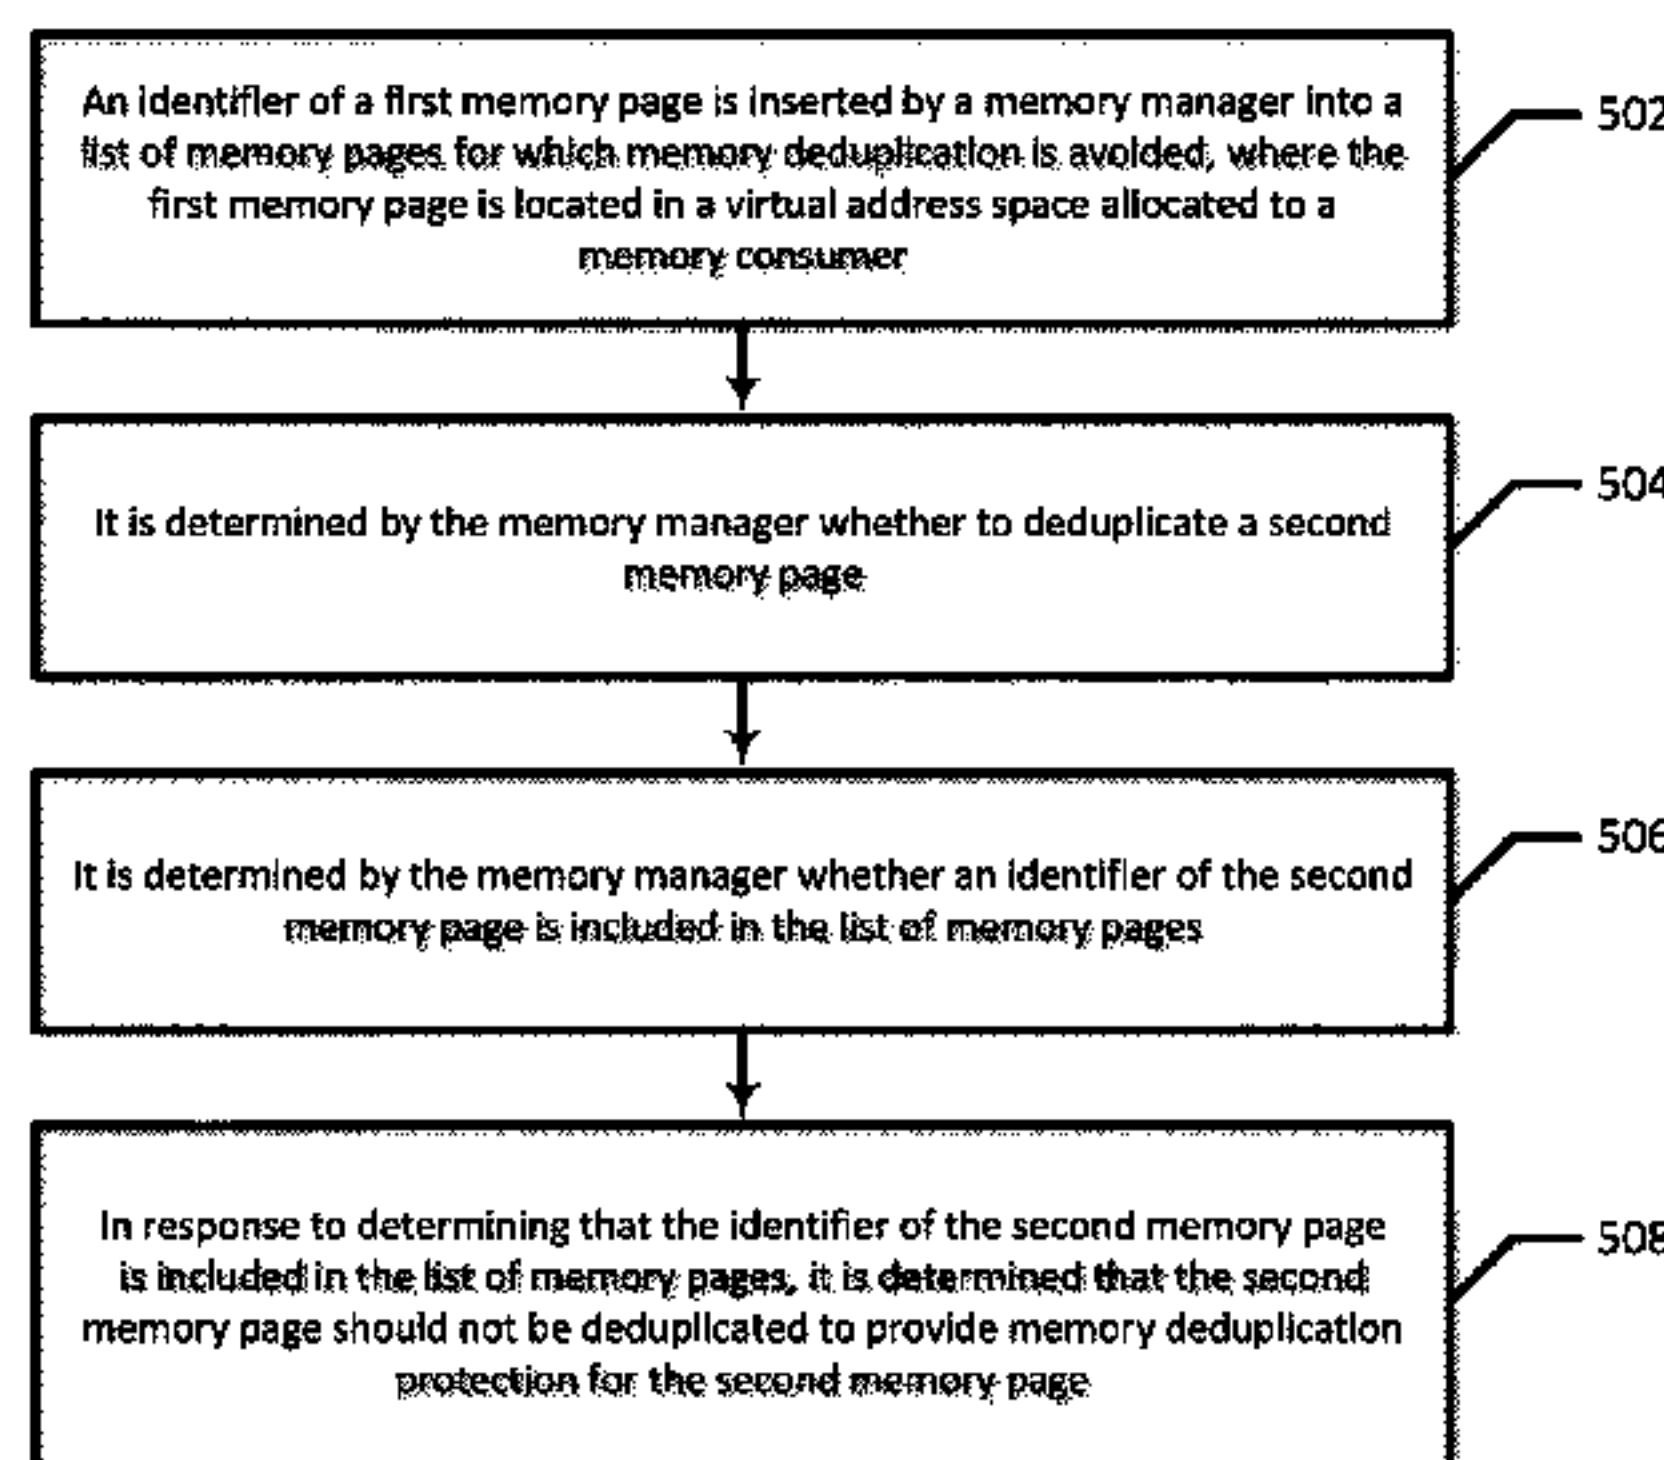 An identifier of a first memory page is inserted by a memory manager into a
list of memory pages for which memory deduplication is avoided, where the
first memory page is located in a virtual address space allocated to a
memory consumer
502
It is determined by the memory manager whether to deduplicate a second
memory page
504
It is determined by the memory manager whether an identifier of the second
memory page is included in the list of memory pages
506
In response to determining that the identifier of the second memory page
is included in the list of memory pages, it is determined that the second
memory page should not be deduplicated to provide memory deduplication
protection for the second memory page
508